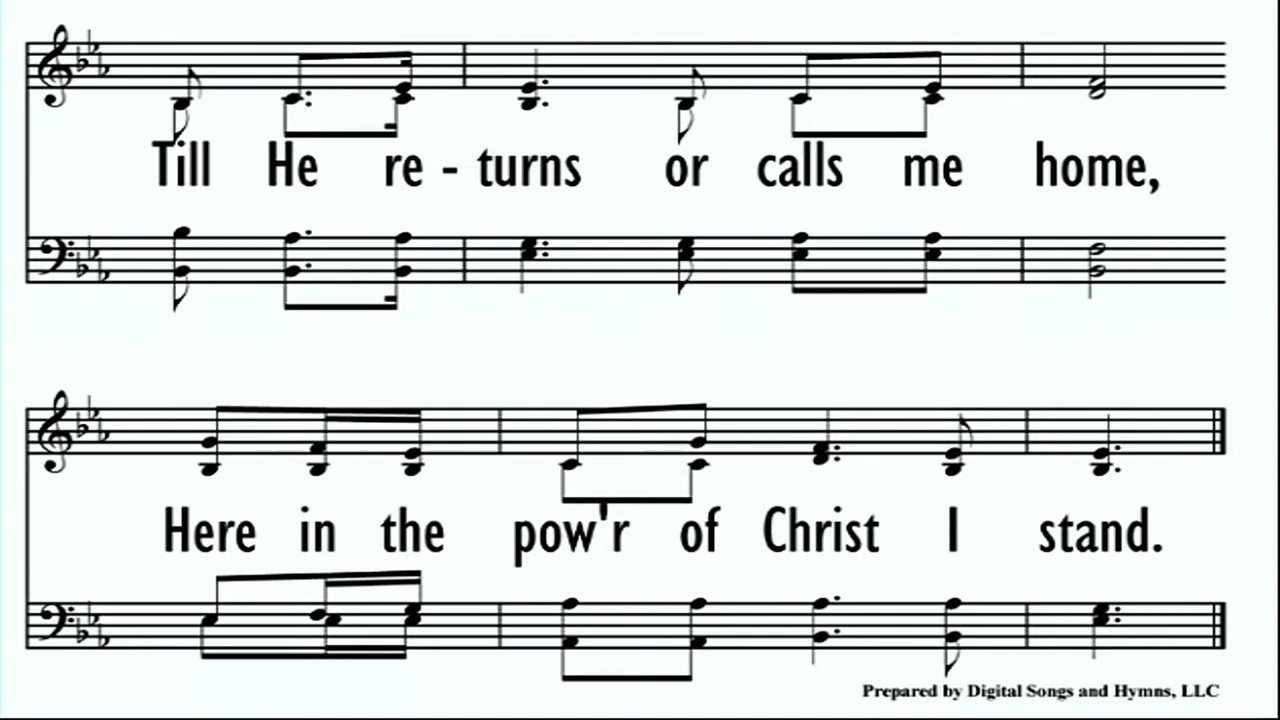 Till He re - turns or calls me home,
Here in the pow'r of Christ I stand.
Prepared by Digital Songs and Hymns, LLC